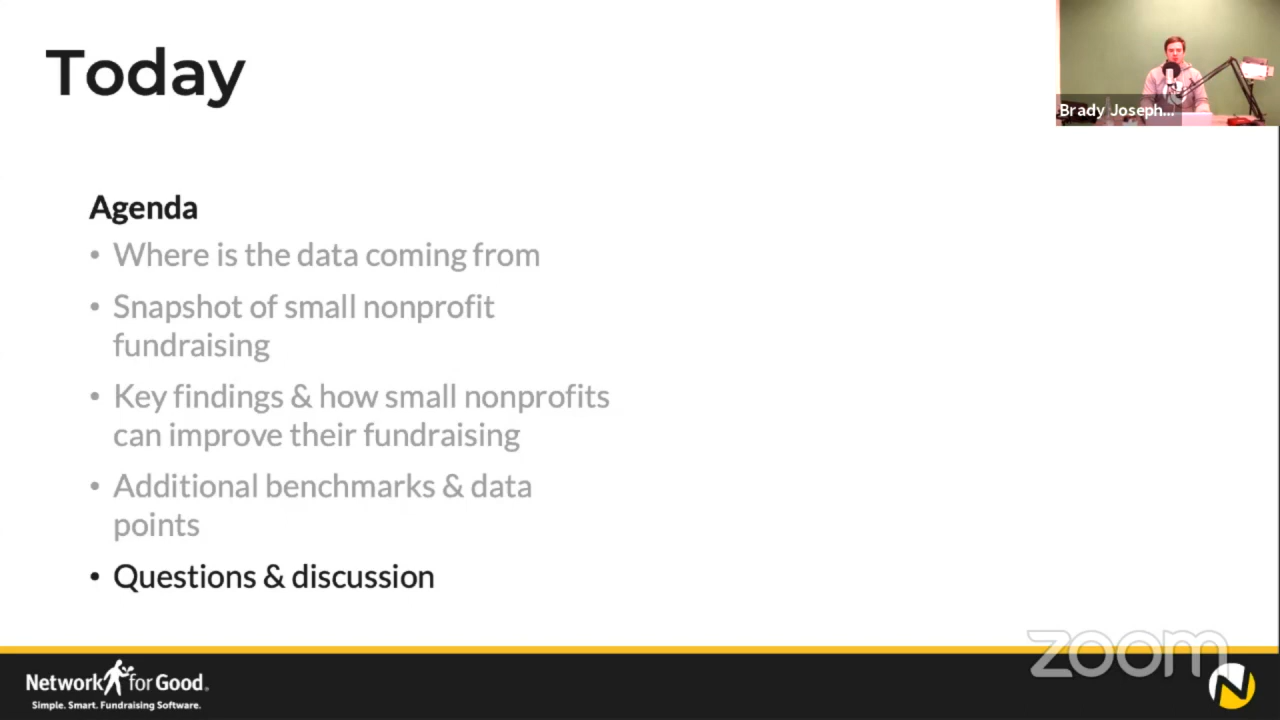 Today
Brady Joseph...
Agenda
• Where is the data coming from
• Snapshot of small nonprofit
fundraising
• Key findings & how small nonprofits
can improve their fundraising
• Additional benchmarks & data
points
• Questions & discussion
zoom
Network for Good.
Simple. Smart. Fundraising Software.
N